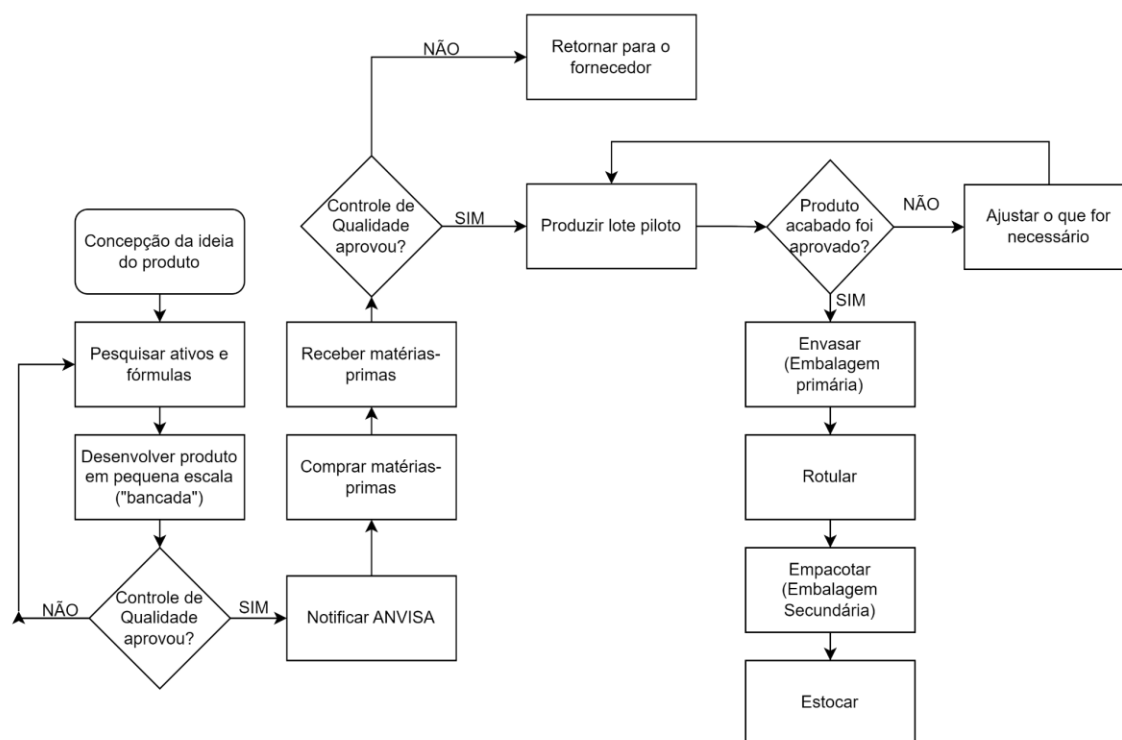 NÃO
Retornar para o
fornecedor
Controle de
Qualidade
aprovou?
SIM
Produzir lote piloto
Produto
acabado foi
aprovado?
NÃO
Ajustar o que for
necessário
Concepção da ideia
do produto
Pesquisar ativos e
fórmulas
Desenvolver produto
em pequena escala
("bancada")
Controle de
Qualidade
aprovou?
NÃO
SIM
Notificar ANVISA
Comprar matérias-
primas
Receber matérias-
primas
SIM
Envasar
(Embalagem
primária)
Rotular
Empacotar
(Embalagem
Secundária)
Estocar